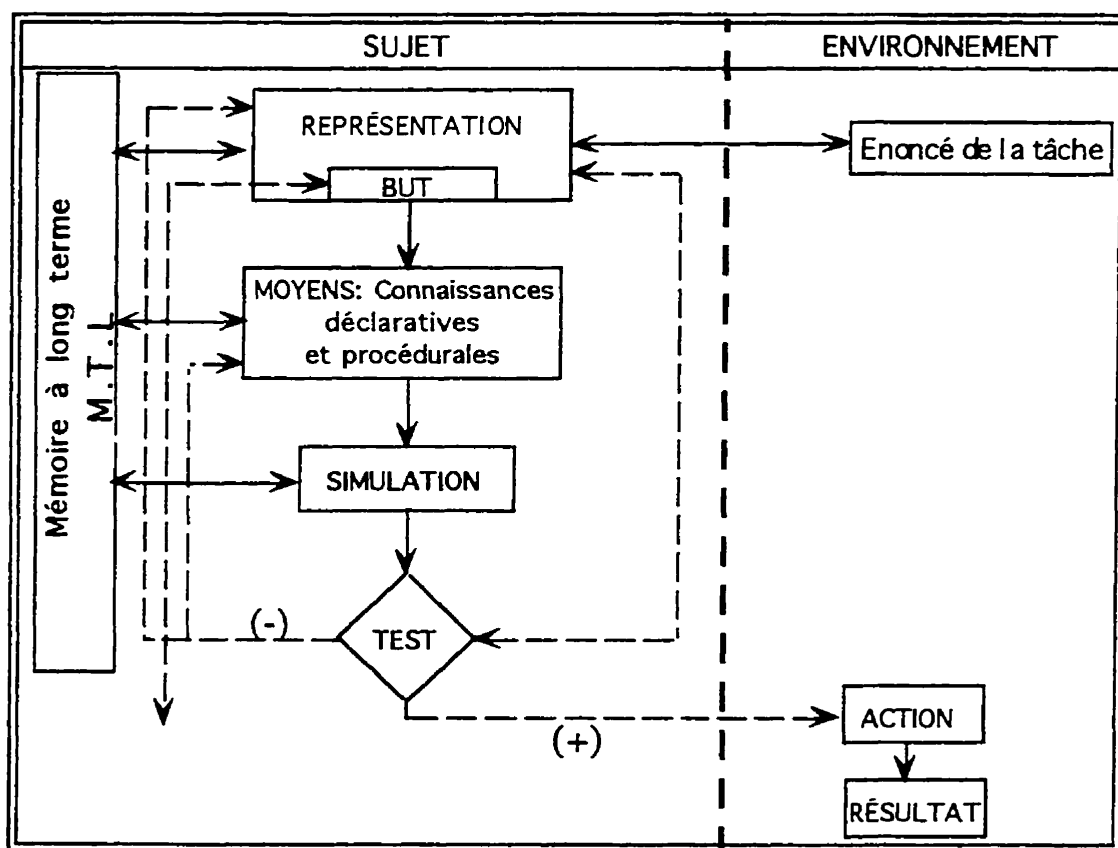 SUJET
ENVIRONNEMENT
Mémoire à long terme
M.T.L
REPRÉSENTATION
BUT
Enoncé de la tâche
MOYENS: Connaissances
déclaratives
et procédurales
SIMULATION
(-)
TEST
(+)
ACTION
RÉSULTAT